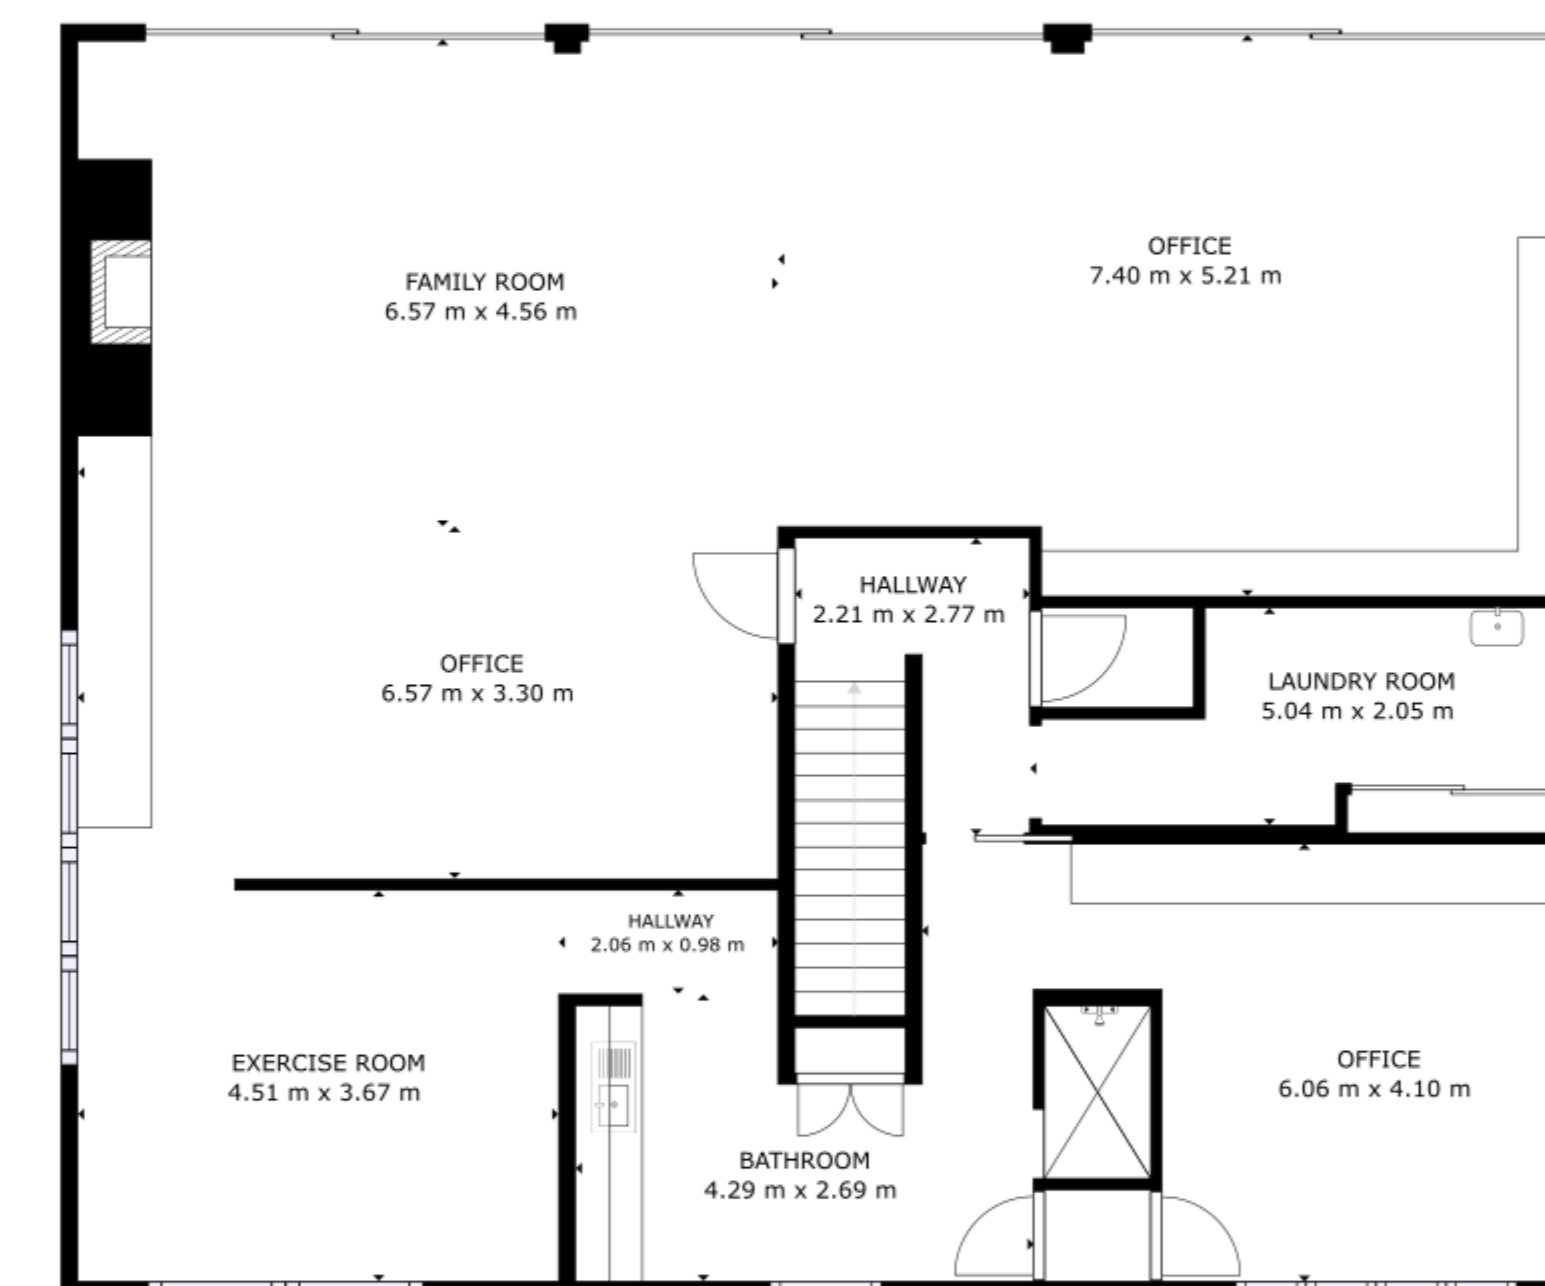 OFFICE
7.40 m x 5.21 m
FAMILY ROOM
6.57 m x 4.56 m
HALLWAY
2.21 m x 2.77 m
OFFICE
6.57 m x 3.30 m
LAUNDRY ROOM
5.04 m x 2.05 m
HALLWAY
2.06 m x 0.98 m
EXERCISE ROOM
4.51 m x 3.67 m
OFFICE
6.06 m x 4.10 m
BATHROOM
4.29 m x 2.69 m